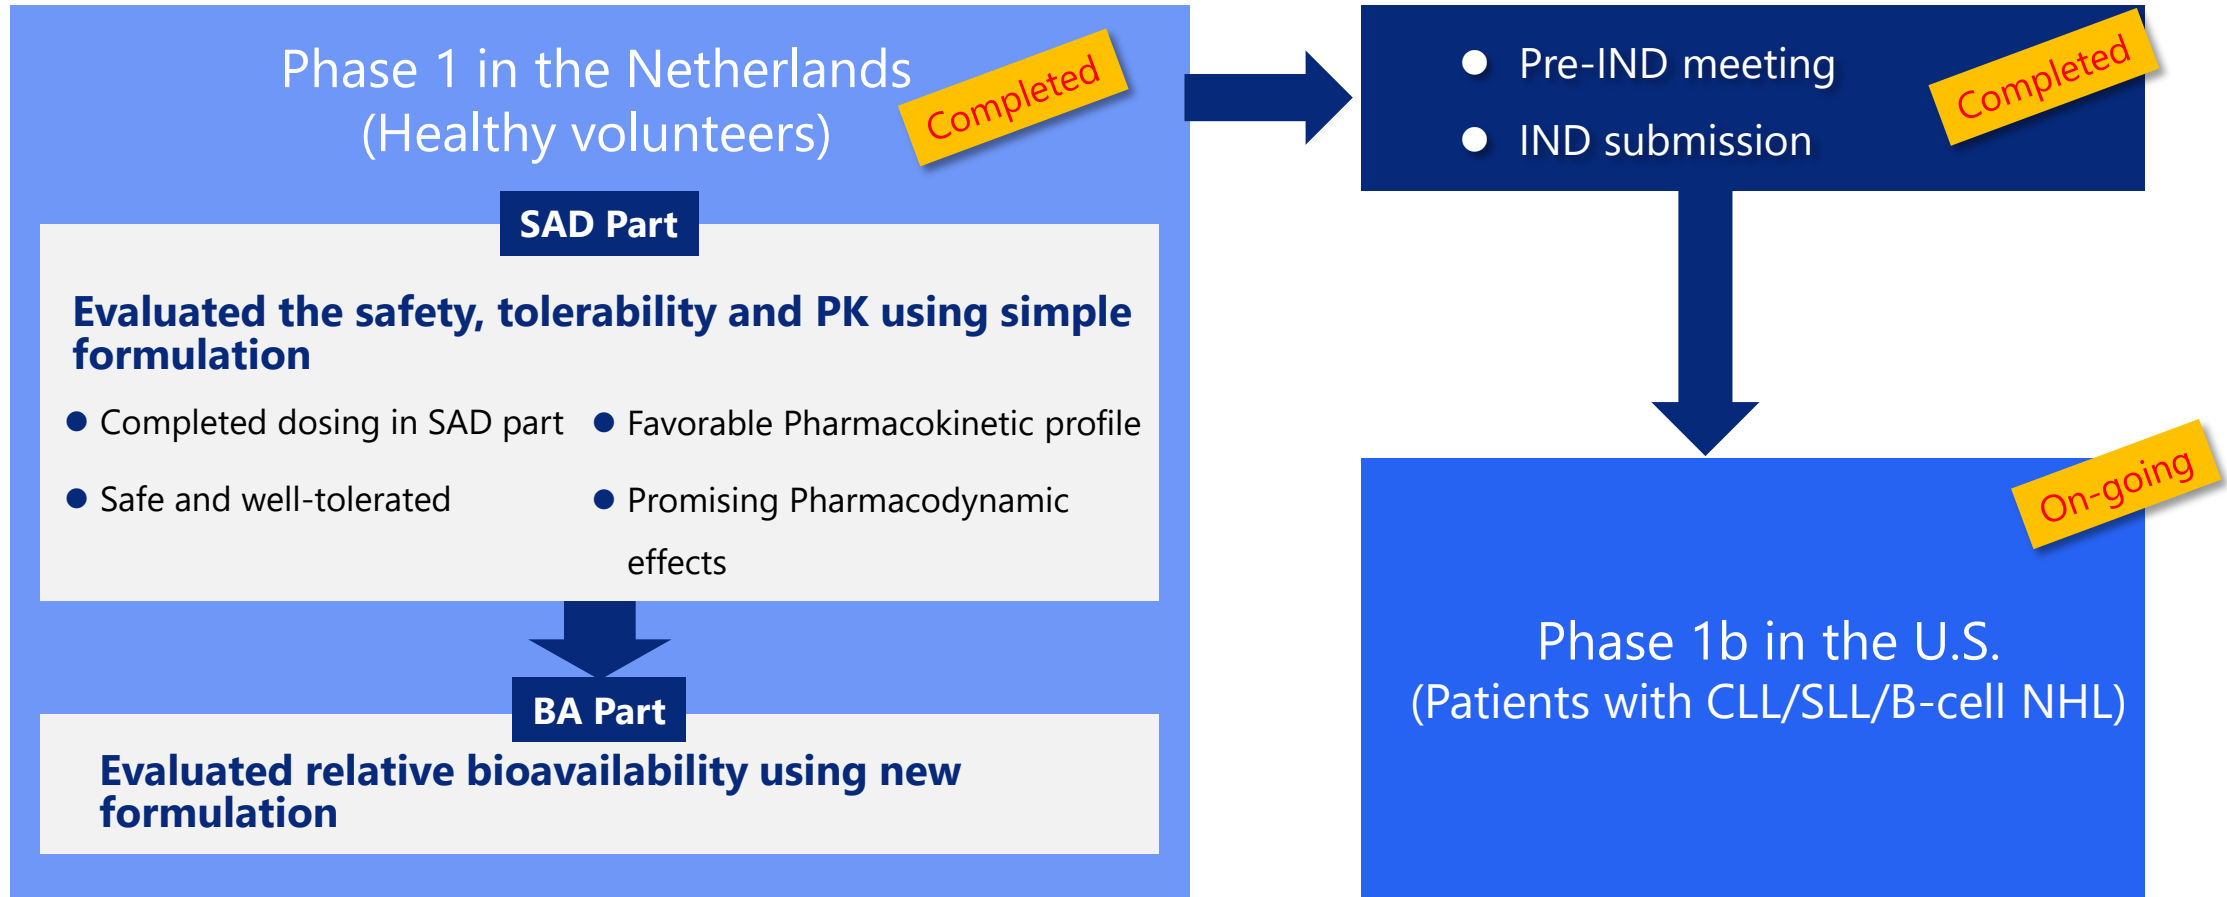 Phase 1 in the Netherlands
(Healthy volunteers)
Completed
SAD Part
Evaluated the safety, tolerability and PK using simple
formulation
Completed dosing in SAD part
Safe and well-tolerated
Favorable Pharmacokinetic profile
Promising Pharmacodynamic
effects
BA Part
Evaluated relative bioavailability using new
formulation
Pre-IND meeting
IND submission
Completed
On-going
Phase 1b in the U.S.
(Patients with CLL/SLL/B-cell NHL)